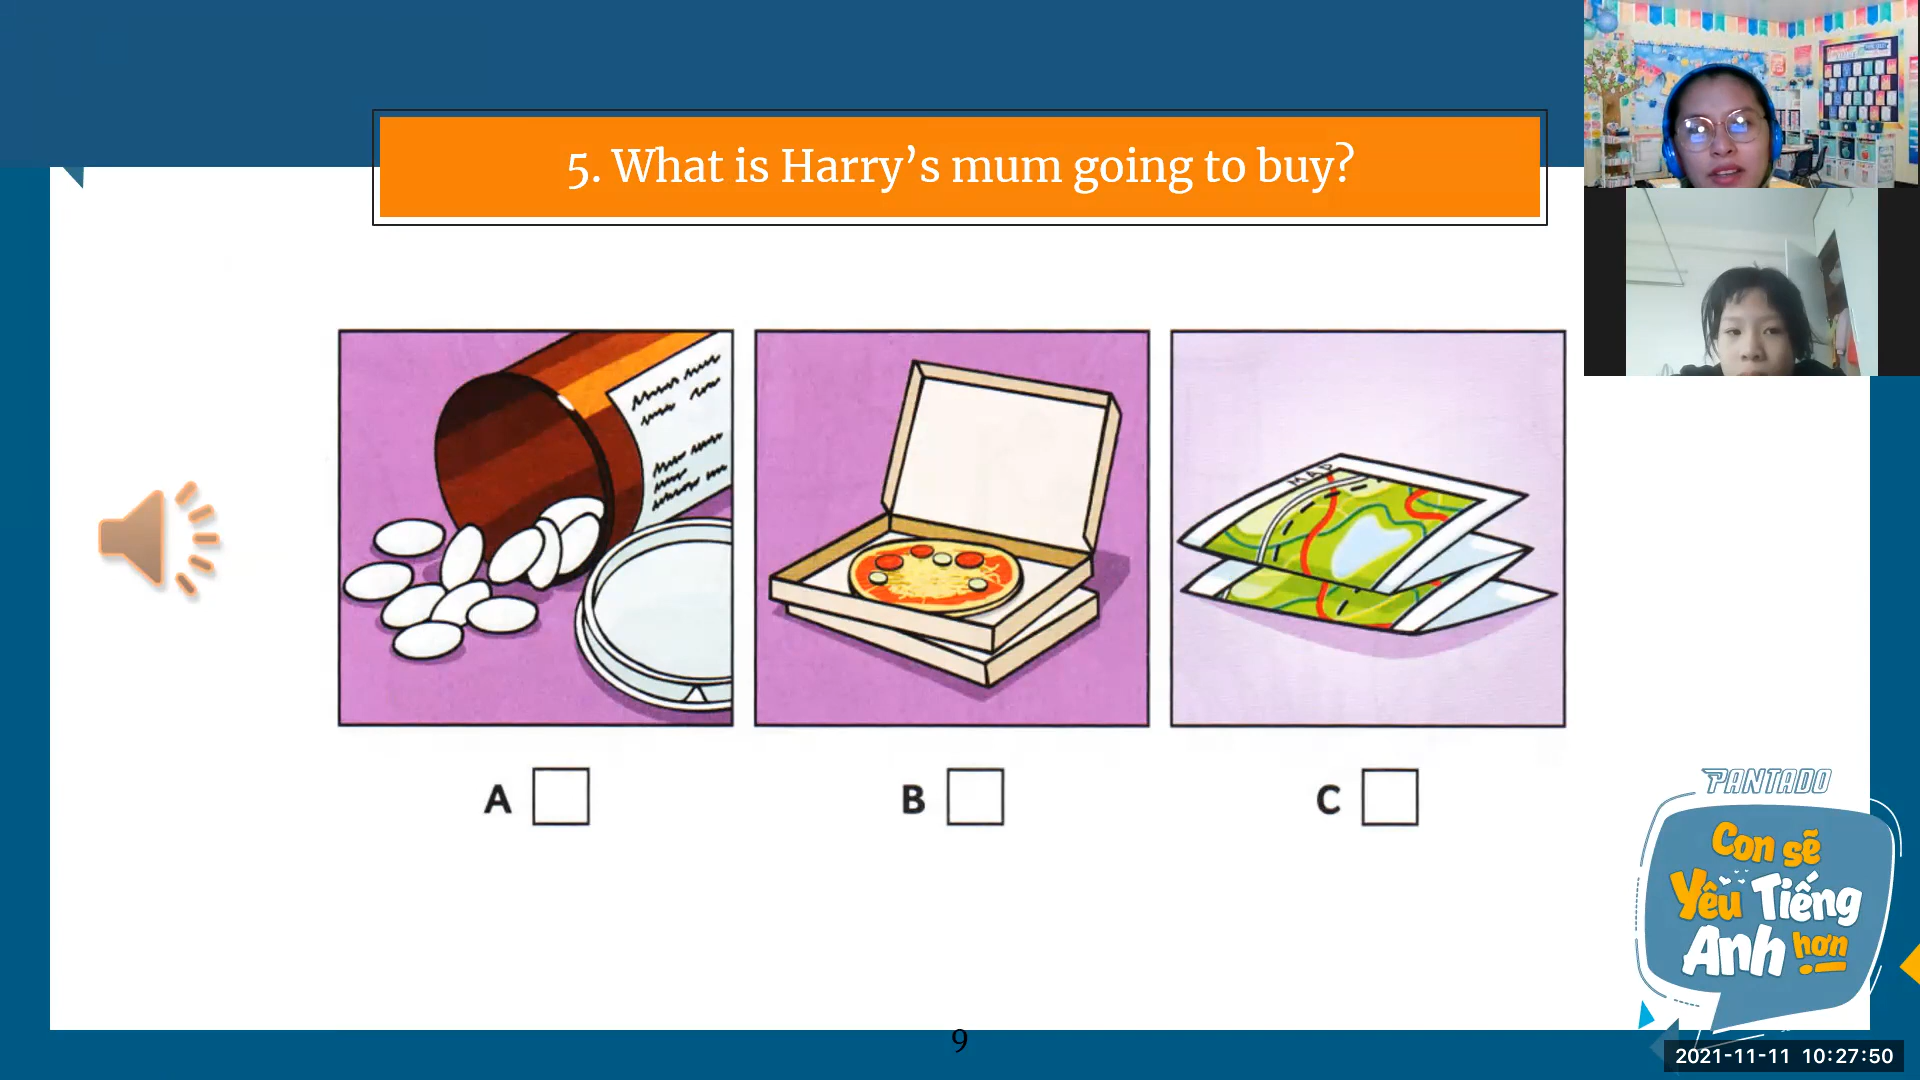 5. What is Harry’s mum going to buy?
MAP
A
B
C
PANTADO
Con sẽ
Yêu Tiếng
Anh hơn
9
2021-11-11 10:27:50